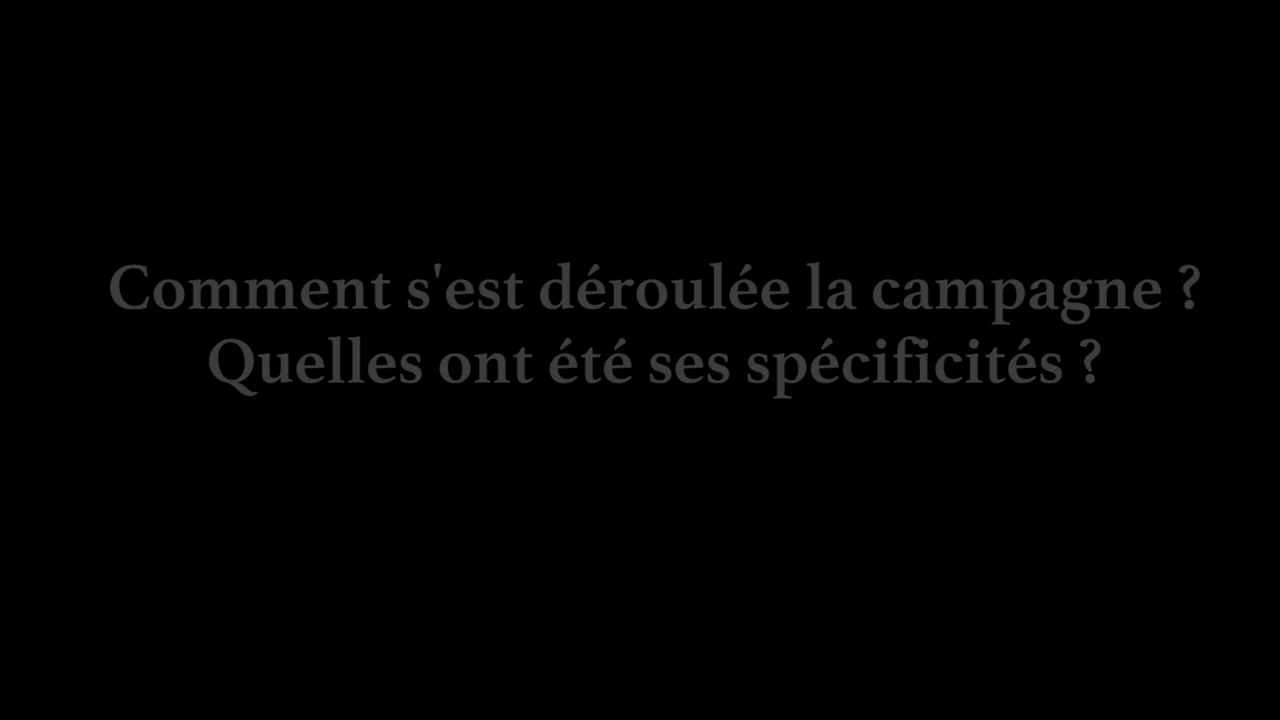 Comment s'est déroulée la campagne ?
Quelles ont été ses spécificités ?